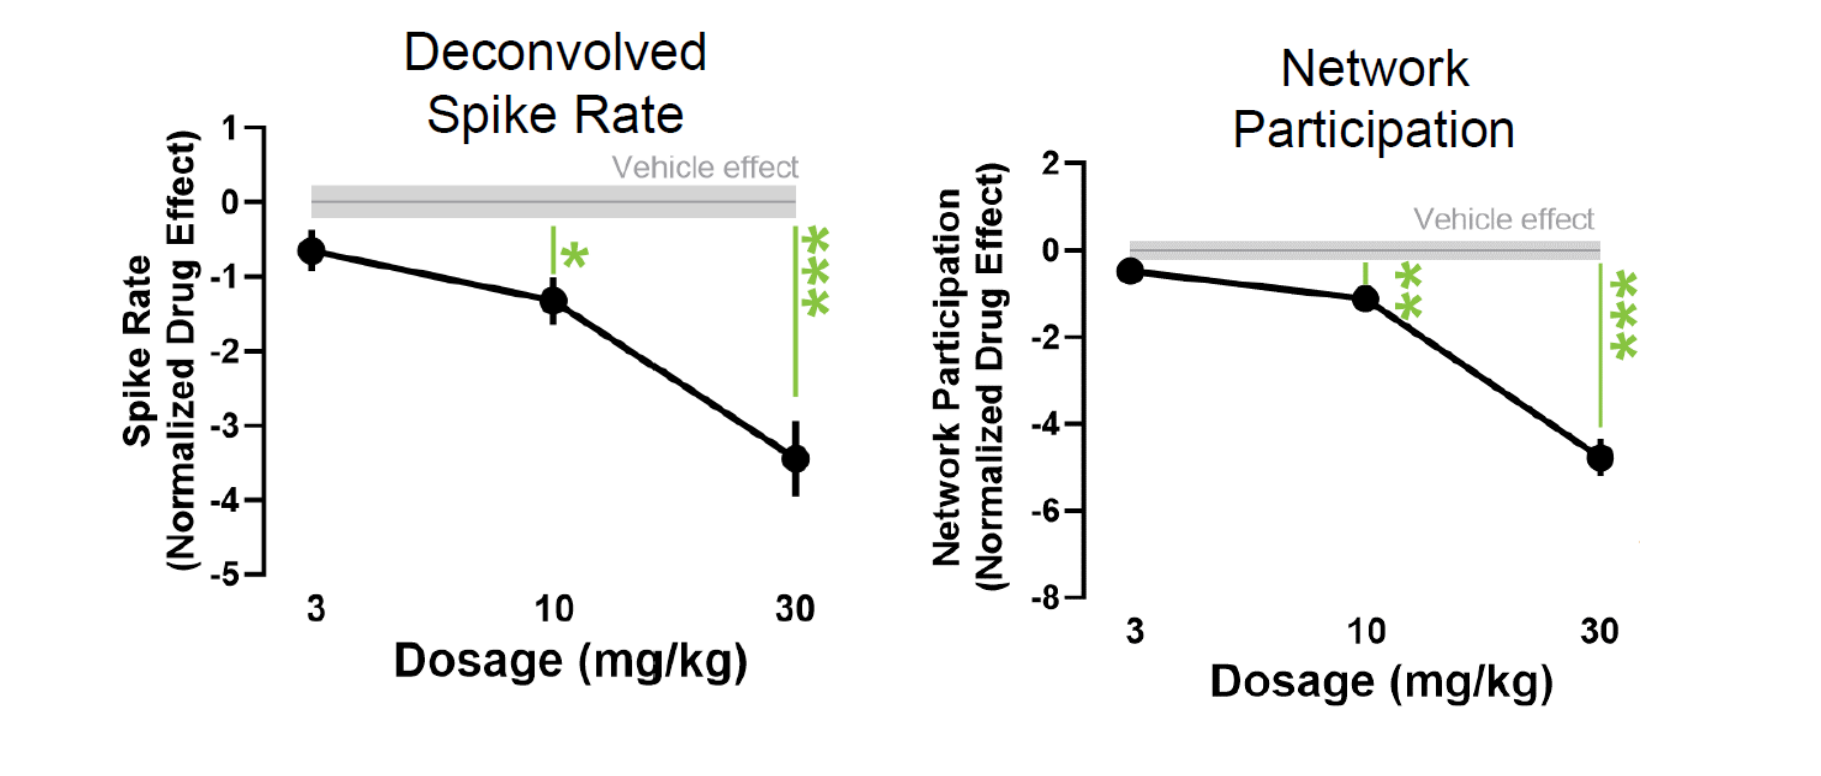 Deconvolved
Spike Rate
Spike Rate
(Normalized Drug Effect)
1
0
-1
-2
-3
-4
-5
Vehicle effect
*
***
3
10
30
Dosage (mg/kg)
Network
Participation
Network Participation
(Normalized Drug Effect)
2
0
-2
-4
-6
-8
Vehicle effect
**
***
3
10
30
Dosage (mg/kg)